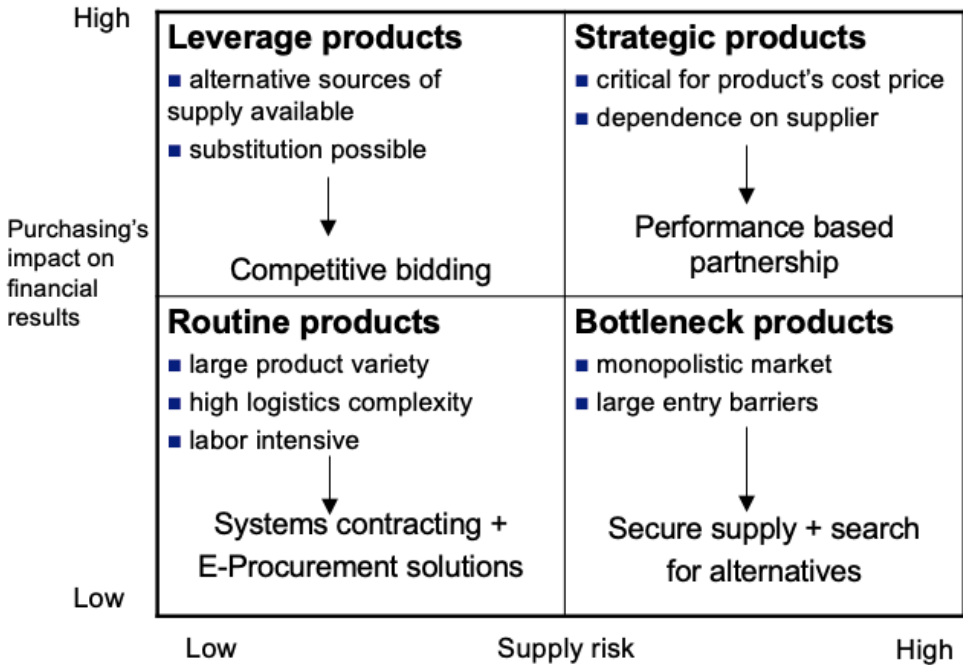 High
Leverage products
■ alternative sources of
supply available
■ substitution possible
Competitive bidding
Strategic products
■ critical for product's cost price
■ dependence on supplier
Performance based
partnership
Purchasing's
impact on
financial
results
Routine products
■ large product variety
■ high logistics complexity
■ labor intensive
Systems contracting +
E-Procurement solutions
Bottleneck products
■ monopolistic market
■ large entry barriers
Secure supply + search
for alternatives
Low
Low
Supply risk
High